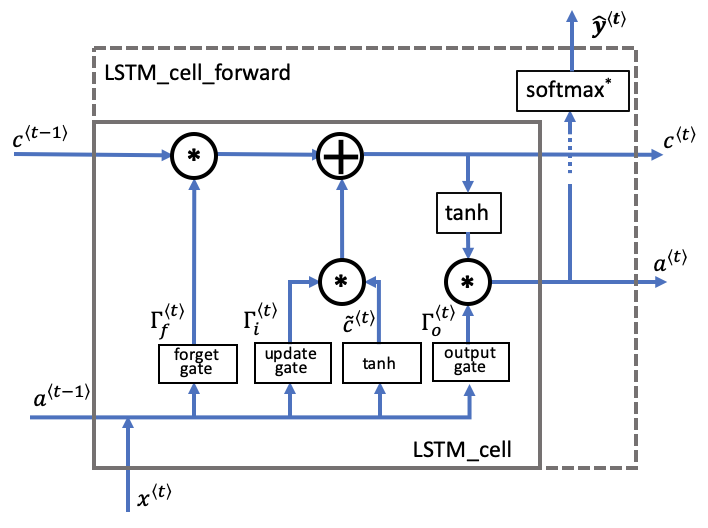 ŷ⟨t⟩
LSTM_cell_forward
softmax*
c⟨t−1⟩
*
+
c⟨t⟩
tanh
*
*
a⟨t⟩
Γf⟨t⟩
Γi⟨t⟩
c̃⟨t⟩
Γo⟨t⟩
forget
gate
update
gate
tanh
output
gate
a⟨t−1⟩
LSTM_cell
x⟨t⟩